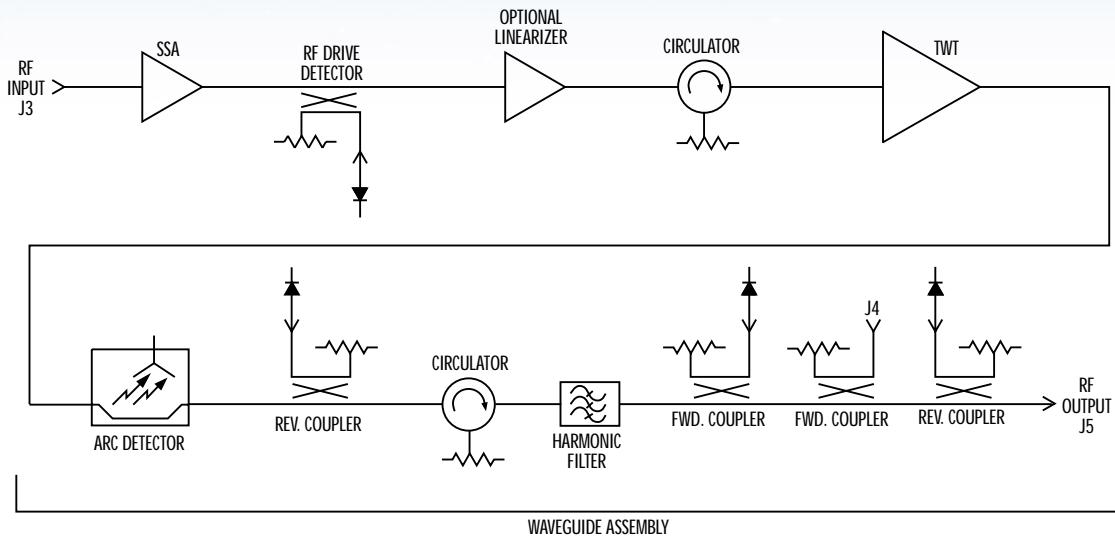 RF
INPUT
J3
SSA
RF DRIVE
DETECTOR
OPTIONAL
LINEARIZER
CIRCULATOR
TWT
ARC DETECTOR
REV. COUPLER
CIRCULATOR
HARMONIC
FILTER
FWD. COUPLER
J4
FWD. COUPLER
REV. COUPLER
RF
OUTPUT
J5
WAVEGUIDE ASSEMBLY